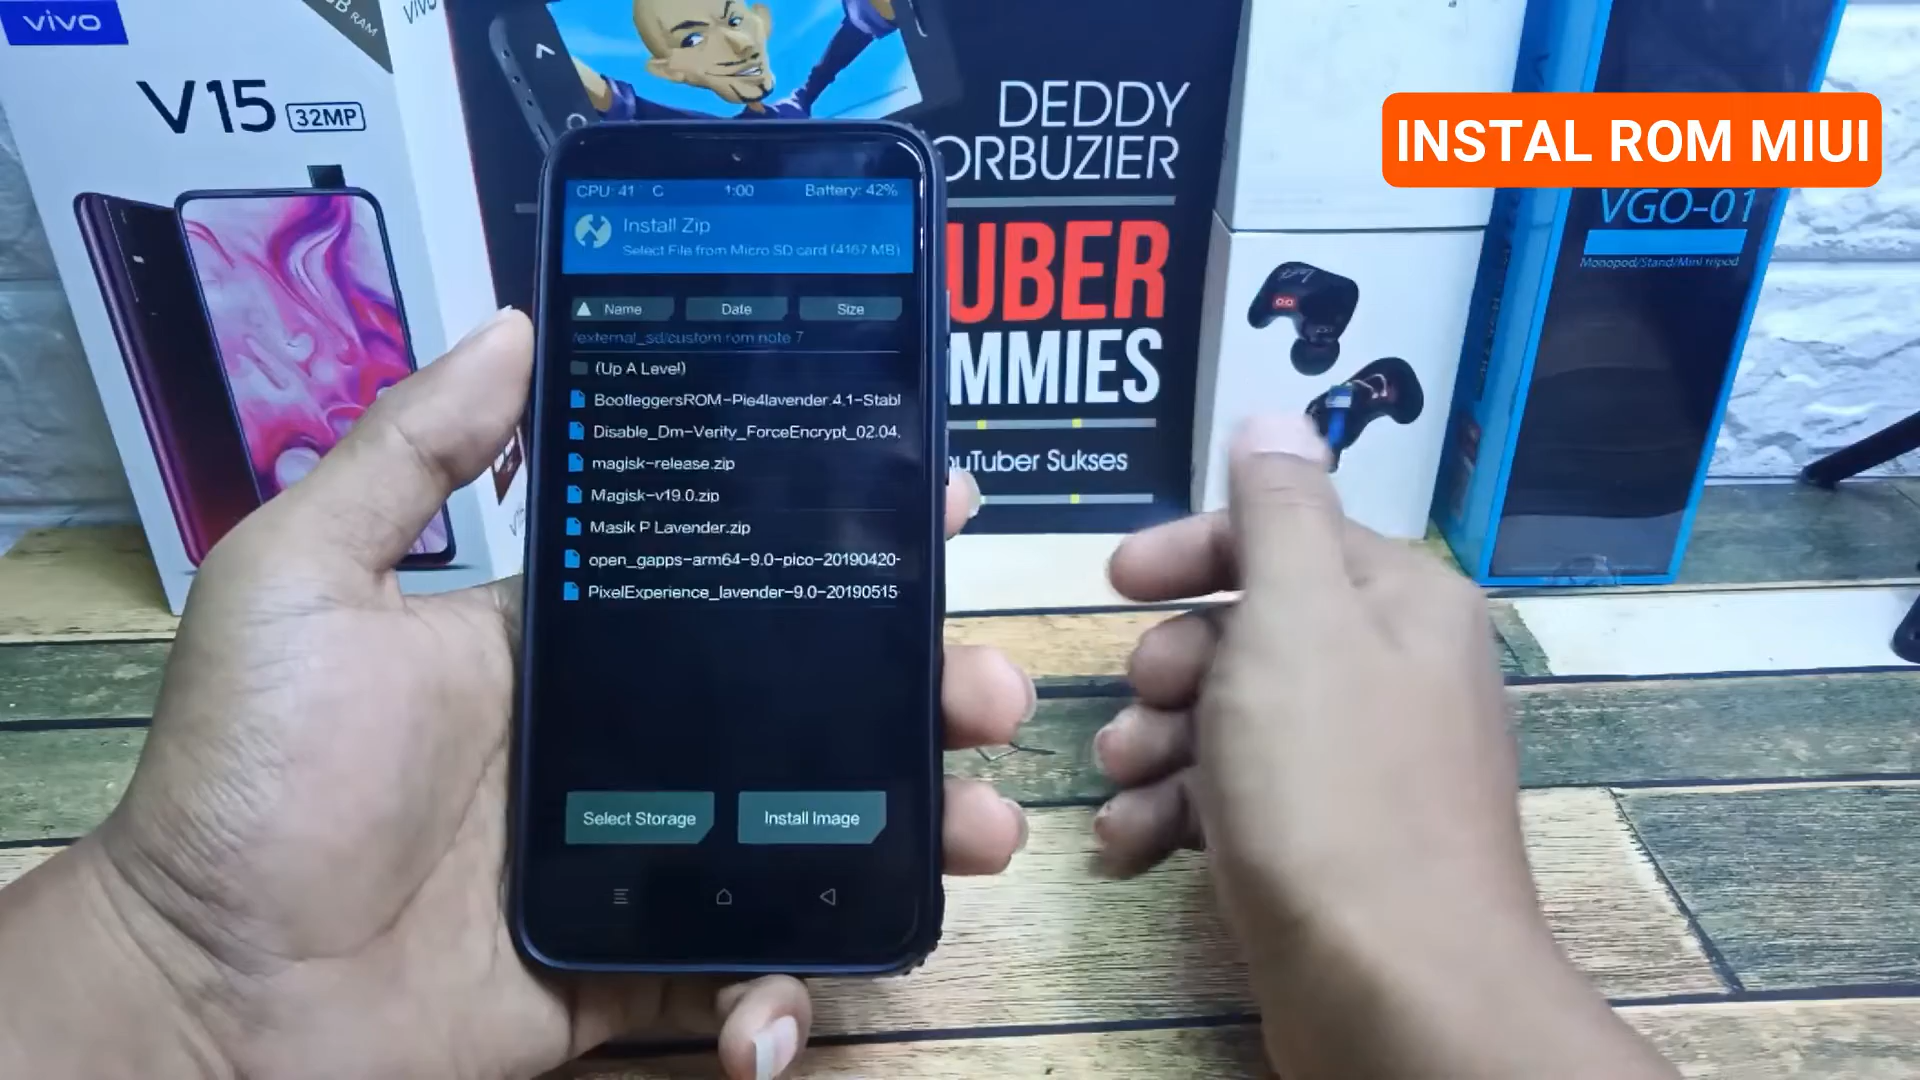 vivo
RAM
V15 32MP
DEDDY
ORBUZIER
UBER
MMIES
uTuber Sukses
INSTAL ROM MIUI
VGO-01
Monopod/Stand/Mini tripod
CPU: 41 C 1:00 Battery: 42%
Install Zip
Select File from Micro SD card (4167 MB)
Name Date Size
/external_sd/custom rom note 7
(Up A Level)
BootleggersROM-Pie4lavender.4.1-Stabl
Disable_Dm-Verity_ForceEncrypt_02.04.
magisk-release.zip
Magisk-v19.0.zip
Masik P Lavender.zip
open_gapps-arm64-9.0-pico-20190420-
PixelExperience_lavender-9.0-20190515-
Select Storage Install Image